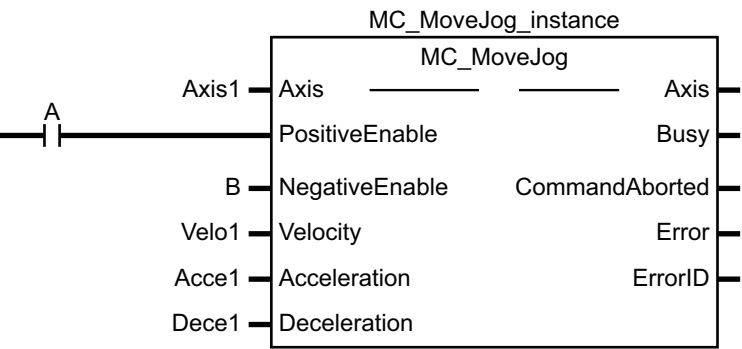 MC_MoveJog_instance
MC_MoveJog
Axis1 Axis Axis
A
PositiveEnable Busy
B NegativeEnable CommandAborted
Velo1 Velocity Error
Acce1 Acceleration ErrorID
Dece1 Deceleration